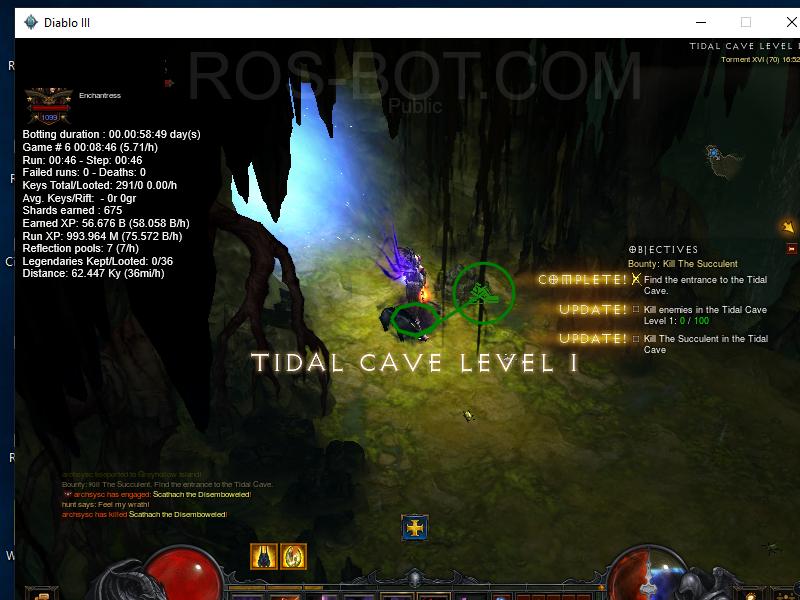 Diablo III
TIDAL CAVE LEVEL 1
Torment XVI (70) 16:52
ROS-BOT.COM
Public
Enchantress
1099
Botting duration : 00.00:58:49 day(s)
Game # 6 00:08:46 (5.71/h)
Run: 00:46 - Step: 00:46
Failed runs: 0 - Deaths: 0
Keys Total/Looted: 291/0 0.00/h
Avg. Keys/Rift: - 0r 0gr
Shards earned : 675
Earned XP: 56.676 B (58.058 B/h)
Run XP: 993.964 M (75.572 B/h)
Reflection pools: 7 (7/h)
Legendaries Kept/Looted: 0/36
Distance: 62.447 Ky (36mi/h)
OBJECTIVES
Bounty: Kill The Succulent
COMPLETE! Find the entrance to the Tidal
Cave.
UPDATE! Kill enemies in the Tidal Cave
Level 1: 0 / 100
UPDATE! Kill The Succulent in the Tidal
Cave
TIDAL CAVE LEVEL 1
archsysc teleported to Greyhollow Island!
Bounty: Kill The Succulent. Find the entrance to the Tidal Cave.
archsysc has engaged: Scathach the Disemboweled!
hunt says: Feel my wrath!
archsysc has killed Scathach the Disemboweled!
R
R
W